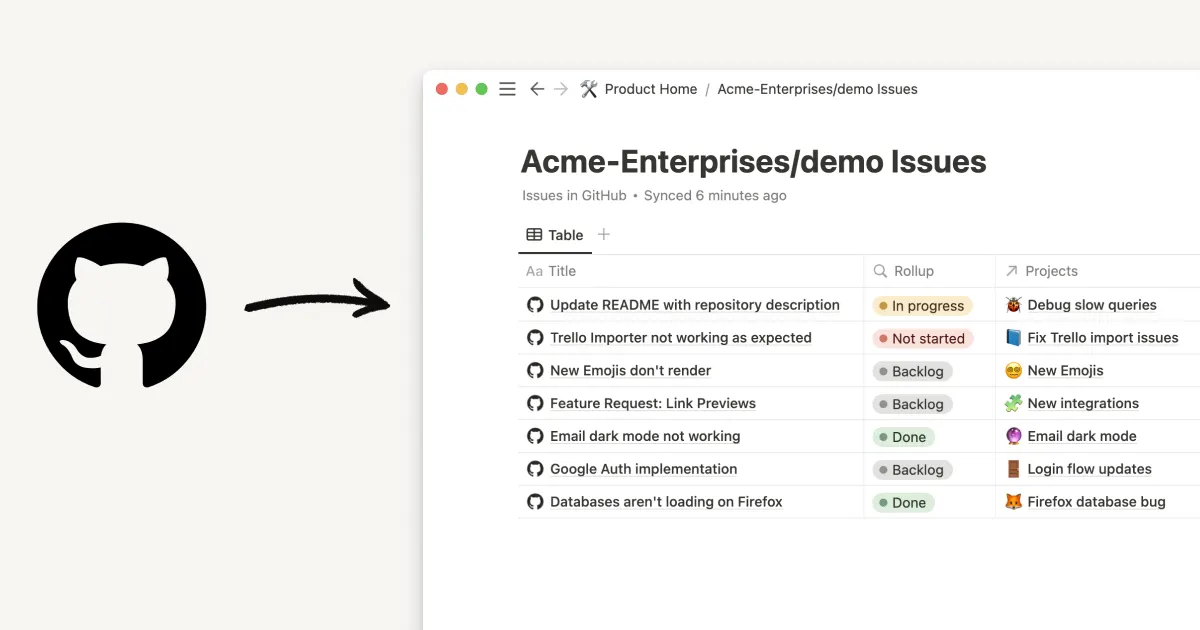 Product Home / Acme-Enterprises/demo Issues
Acme-Enterprises/demo Issues
Issues in GitHub • Synced 6 minutes ago
Table
Aa Title Rollup Projects
Update README with repository description In progress Debug slow queries
Trello Importer not working as expected Not started Fix Trello import issues
New Emojis don't render Backlog New Emojis
Feature Request: Link Previews Backlog New integrations
Email dark mode not working Done Email dark mode
Google Auth implementation Backlog Login flow updates
Databases aren't loading on Firefox Done Firefox database bug